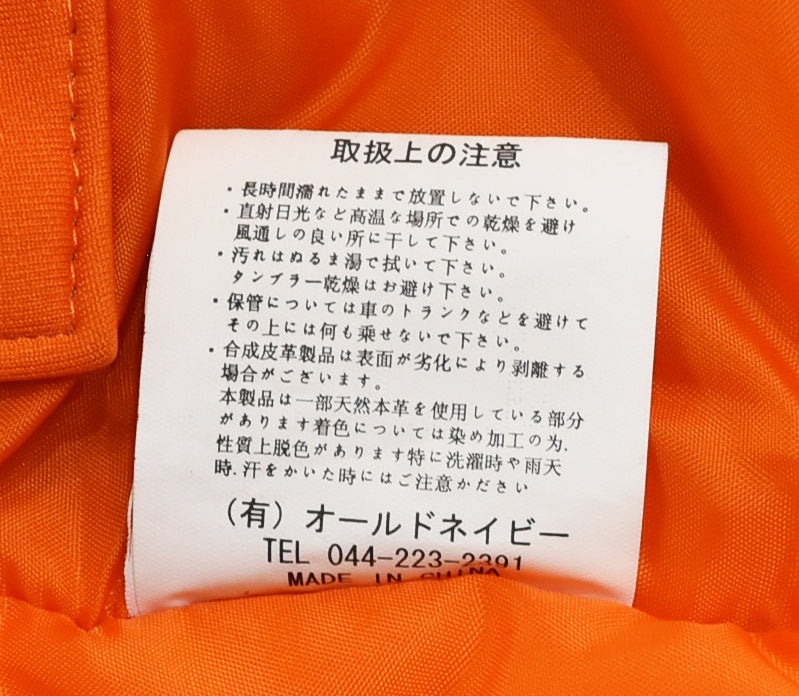 取扱上の注意
・長時間濡れたままで放置しないで下さい。
・直射日光など高温な場所での乾燥を避け
風通しの良い所に干して下さい。
・汚れはぬるま湯で拭いて下さい。
タンブラー乾燥はお避け下さい。
・保管については車のトランクなどを避けて
その上には何も乗せないで下さい。
・合成皮革製品は表面が劣化により剥離する
場合がございます。
本製品は一部天然本革を使用している部分
があります着色については染め加工の为.
性質上脱色があります特に洗濯時や雨天
時.汗をかいた時にはご注意かださい
(有)オールドネイビー
TEL 044-223-2391
MADE IN CHINA